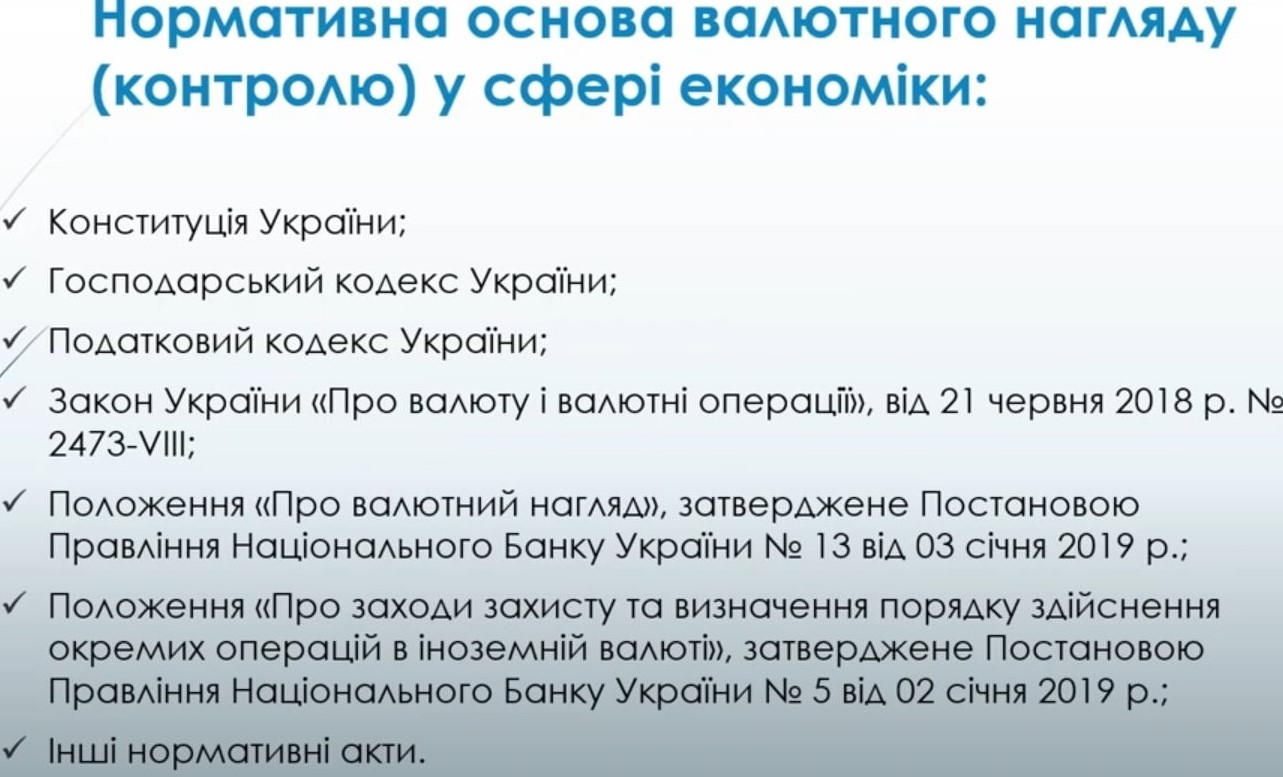 Нормативна основа валютного нагляду
(контролю) у сфері економіки:
✓ Конституція України;
✓ Господарський кодекс України;
✓ Податковий кодекс України;
✓ Закон України «Про валюту і валютні операції», від 21 червня 2018 р. №
2473-VIII;
✓ Положення «Про валютний нагляд», затверджене Постановою
Правління Національного Банку України № 13 від 03 січня 2019 р.;
✓ Положення «Про заходи захисту та визначення порядку здійснення
окремих операцій в іноземній валюті», затверджене Постановою
Правління Національного Банку України № 5 від 02 січня 2019 р.;
✓ Інші нормативні акти.